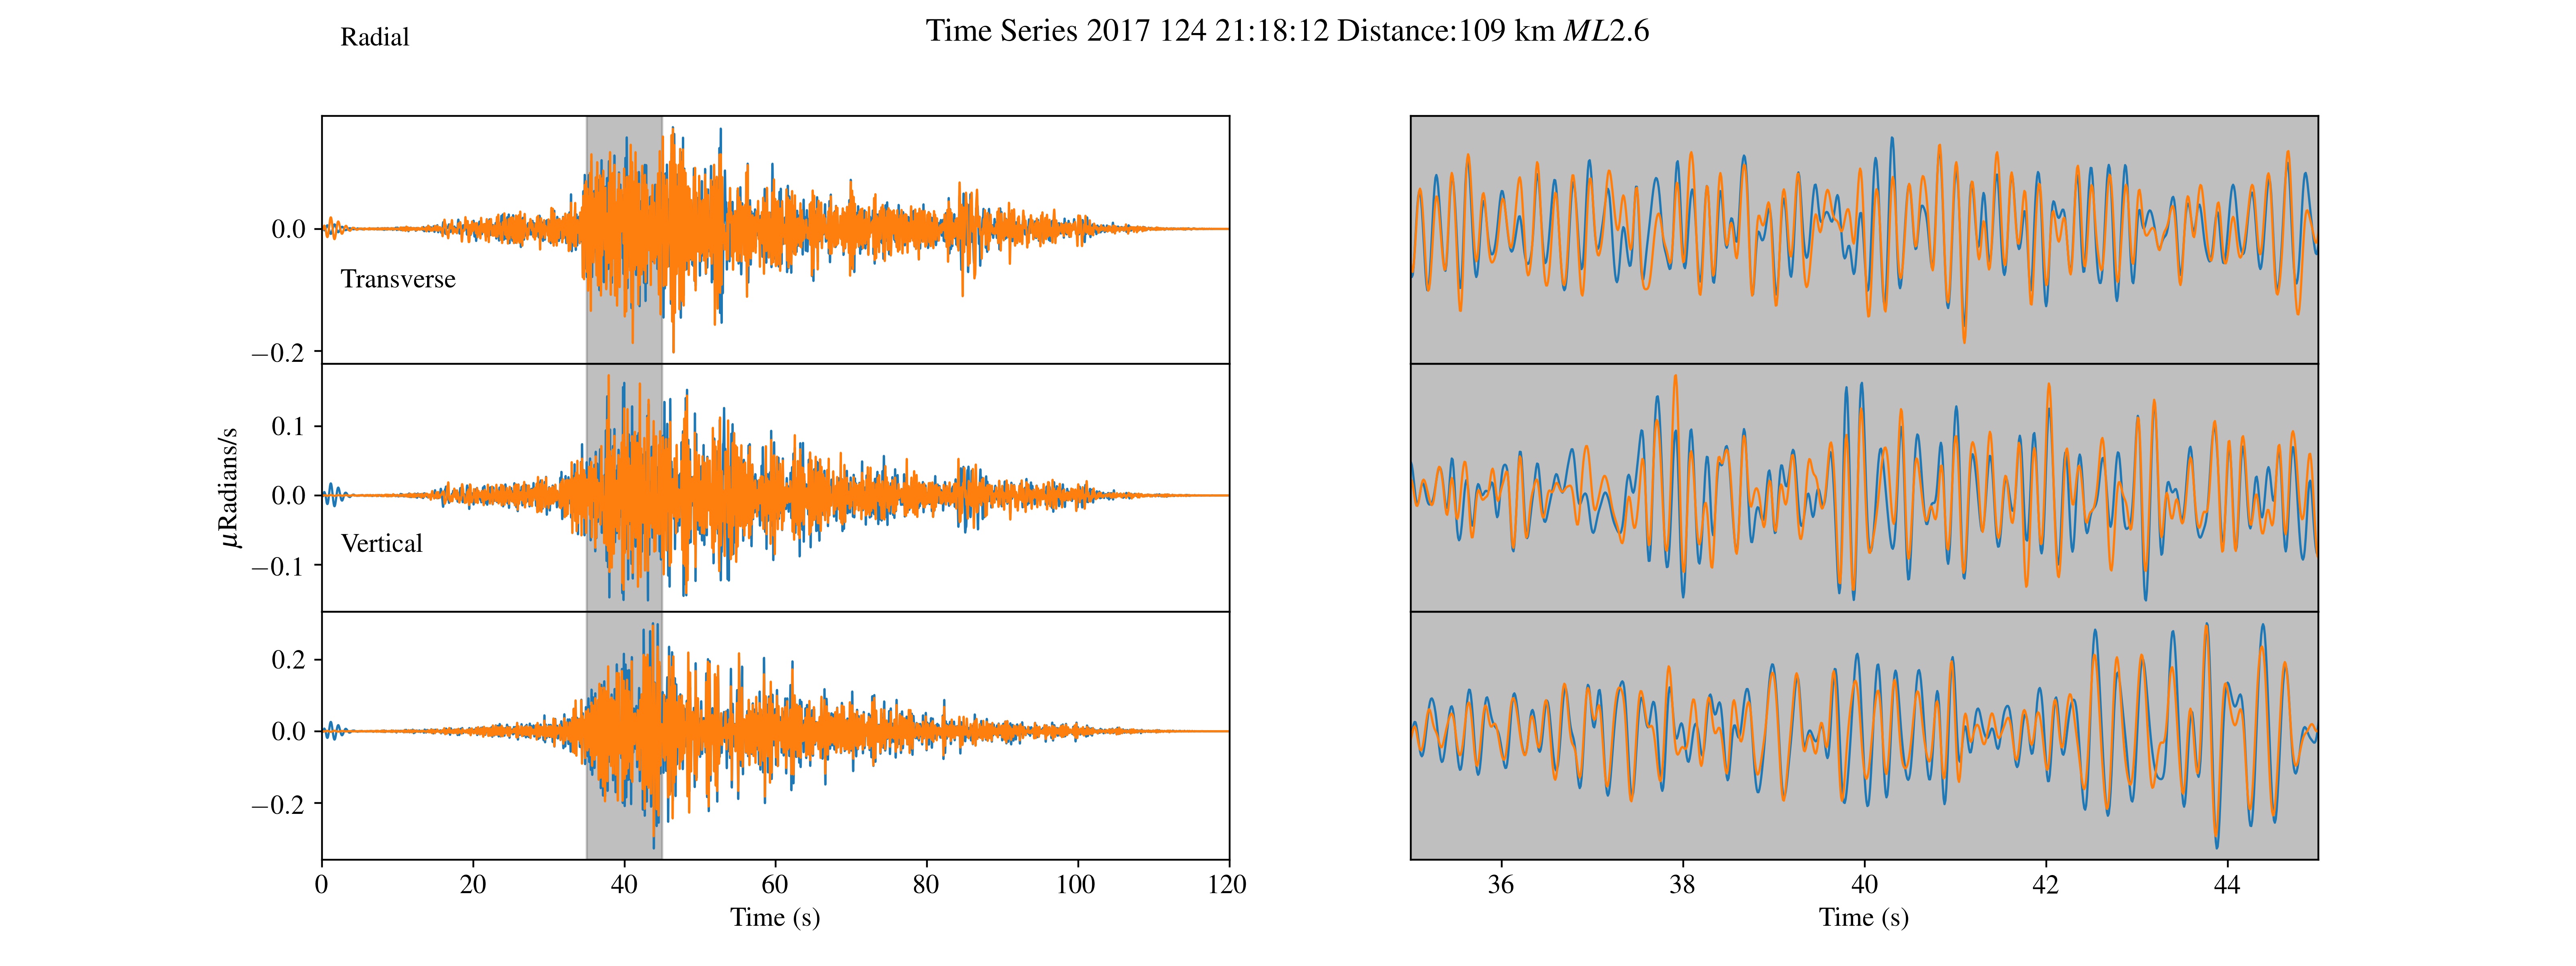 Time Series 2017 124 21:18:12 Distance:109 km ML2.6
Radial
0.0
Transverse
−0.2
μRadians/s
0.1
0.0
Vertical
−0.1
0.2
0.0
−0.2
0 20 40 60 80 100 120
Time (s)
36 38 40 42 44
Time (s)